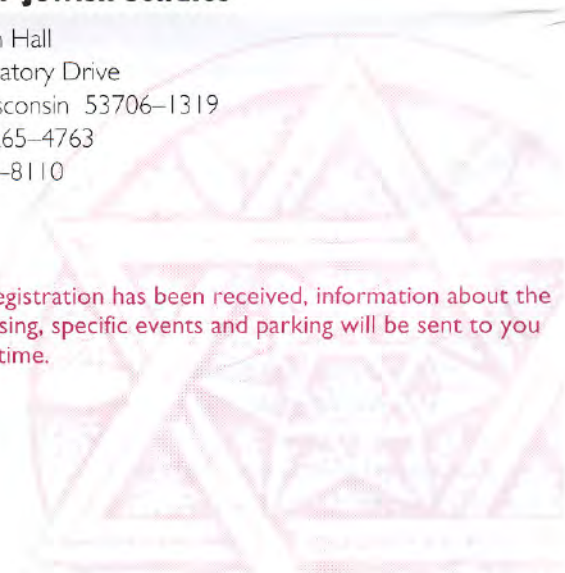 Hall
atory Drive
sconsin 53706–1319
65–4763
–8110
egistration has been received, information about the
sing, specific events and parking will be sent to you
time.